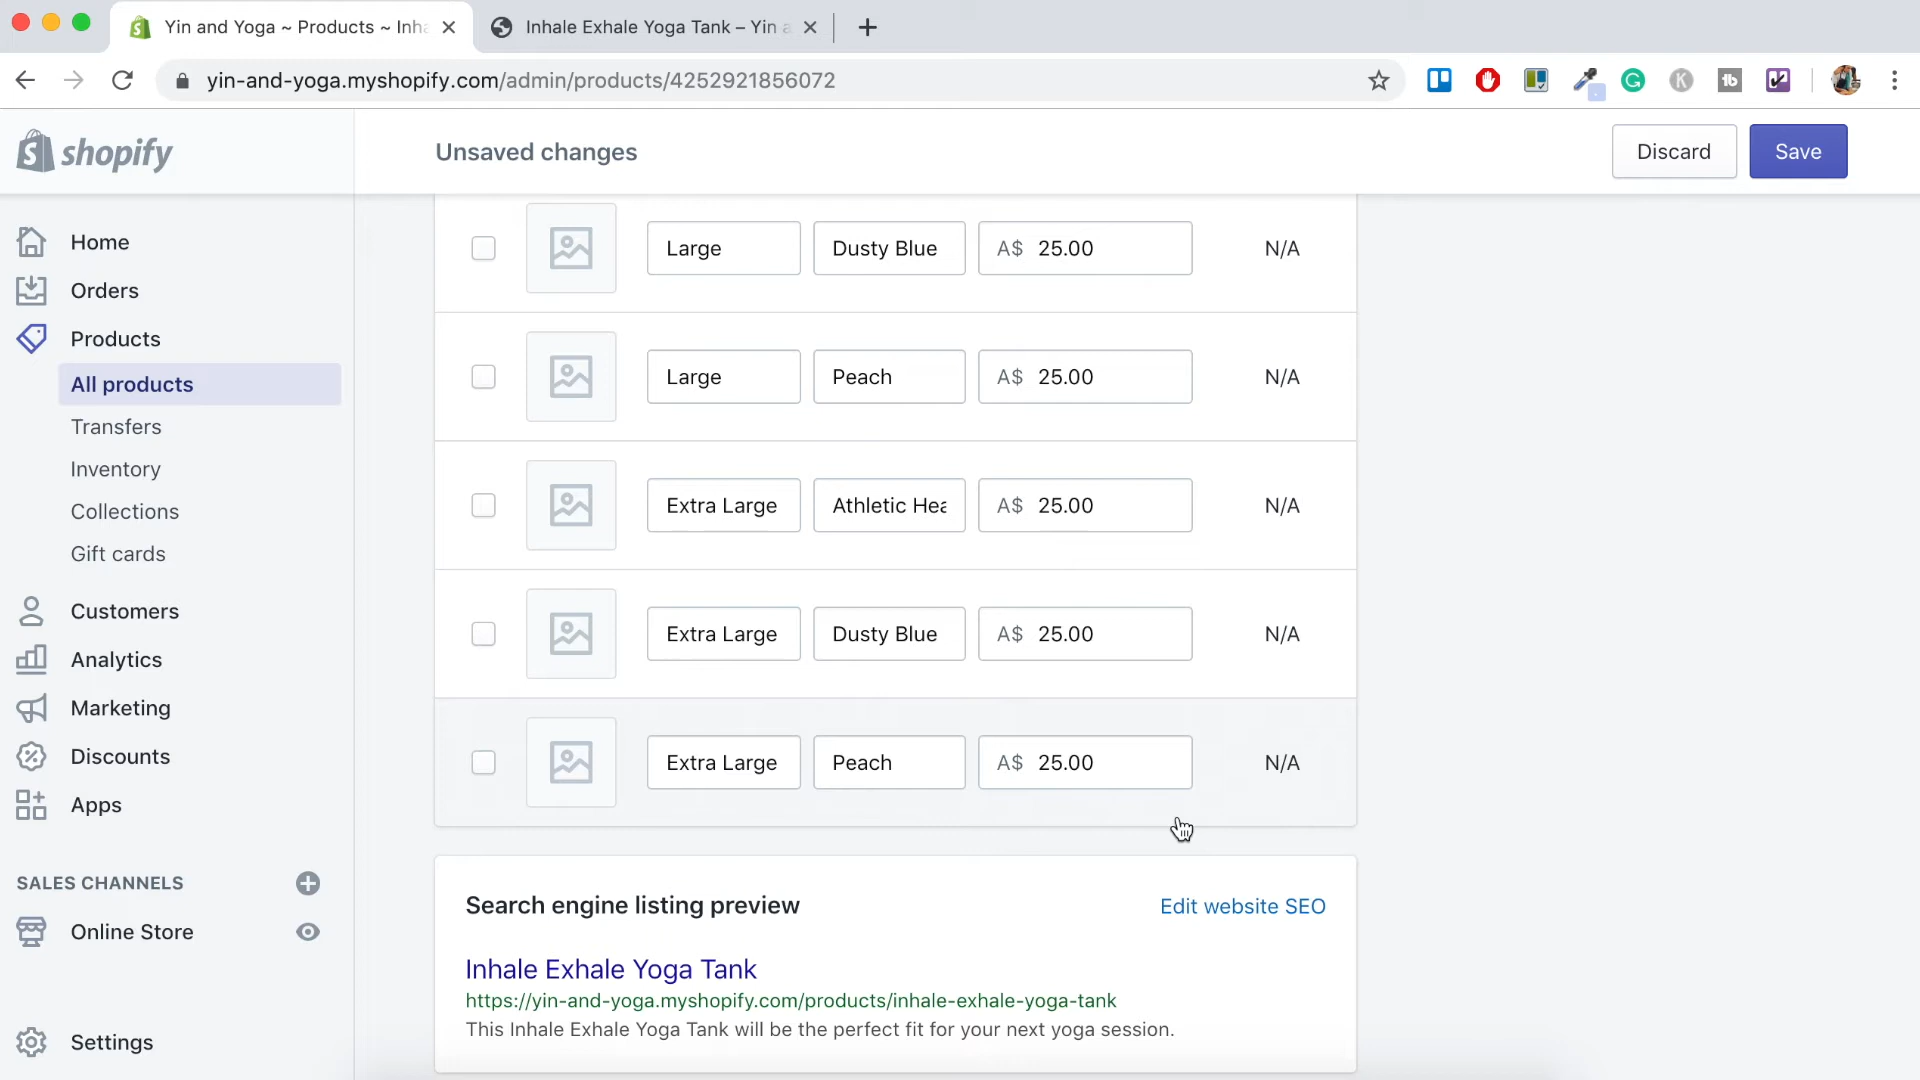 Yin and Yoga ~ Products ~ Inha
Inhale Exhale Yoga Tank – Yin a
yin-and-yoga.myshopify.com/admin/products/4252921856072
shopify
Unsaved changes
Discard
Save
Home
Orders
Products
All products
Transfers
Inventory
Collections
Gift cards
Customers
Analytics
Marketing
Discounts
Apps
SALES CHANNELS
Online Store
Settings
Large Dusty Blue A$ 25.00 N/A
Large Peach A$ 25.00 N/A
Extra Large Athletic Hea A$ 25.00 N/A
Extra Large Dusty Blue A$ 25.00 N/A
Extra Large Peach A$ 25.00 N/A
Search engine listing preview
Edit website SEO
Inhale Exhale Yoga Tank
https://yin-and-yoga.myshopify.com/products/inhale-exhale-yoga-tank
This Inhale Exhale Yoga Tank will be the perfect fit for your next yoga session.